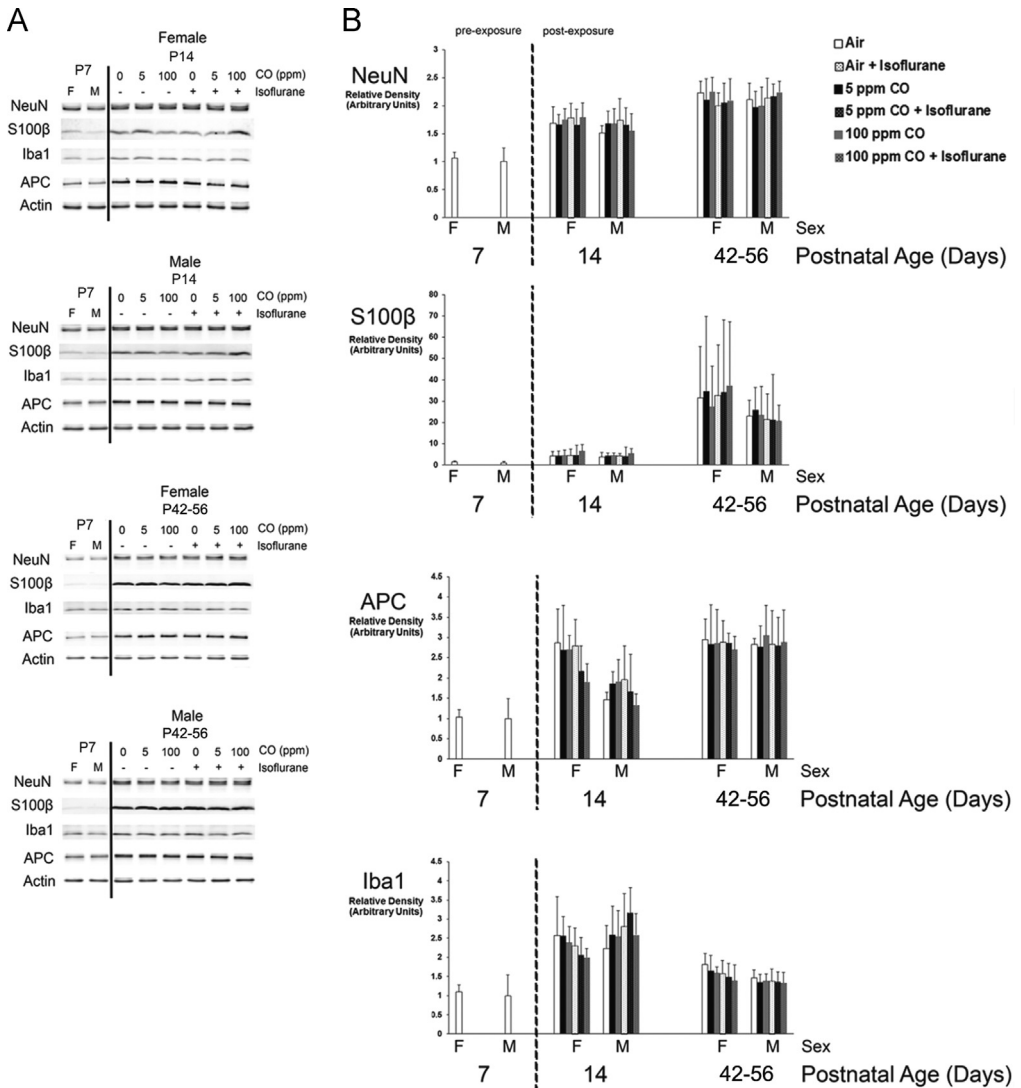 A
Female
P14
P7
0 5 100 0 5 100 CO (ppm)
F M - - - + + + Isoflurane
NeuN
S100β
Iba1
APC
Actin
Male
P14
P7
0 5 100 0 5 100 CO (ppm)
F M - - - + + + Isoflurane
NeuN
S100β
Iba1
APC
Actin
Female
P42-56
P7
0 5 100 0 5 100 CO (ppm)
F M - - - + + + Isoflurane
NeuN
S100β
Iba1
APC
Actin
Male
P42-56
P7
0 5 100 0 5 100 CO (ppm)
F M - - - + + + Isoflurane
NeuN
S100β
Iba1
APC
Actin
B
pre-exposure post-exposure
NeuN
Relative Density
(Arbitrary Units)
3
2.5
2
1.5
1
0.5
0
Air
Air + Isoflurane
5 ppm CO
5 ppm CO + Isoflurane
100 ppm CO
100 ppm CO + Isoflurane
F M F M F M Sex
7 14 42-56 Postnatal Age (Days)
S100β
Relative Density
(Arbitrary Units)
80
70
60
50
40
30
20
10
0
F M F M F M Sex
7 14 42-56 Postnatal Age (Days)
APC
Relative Density
(Arbitrary Units)
4.5
4
3.5
3
2.5
2
1.5
1
0.5
0
F M F M F M Sex
7 14 42-56 Postnatal Age (Days)
Iba1
Relative Density
(Arbitrary Units)
4.5
4
3.5
3
2.5
2
1.5
1
0.5
0
F M F M F M Sex
7 14 42-56 Postnatal Age (Days)